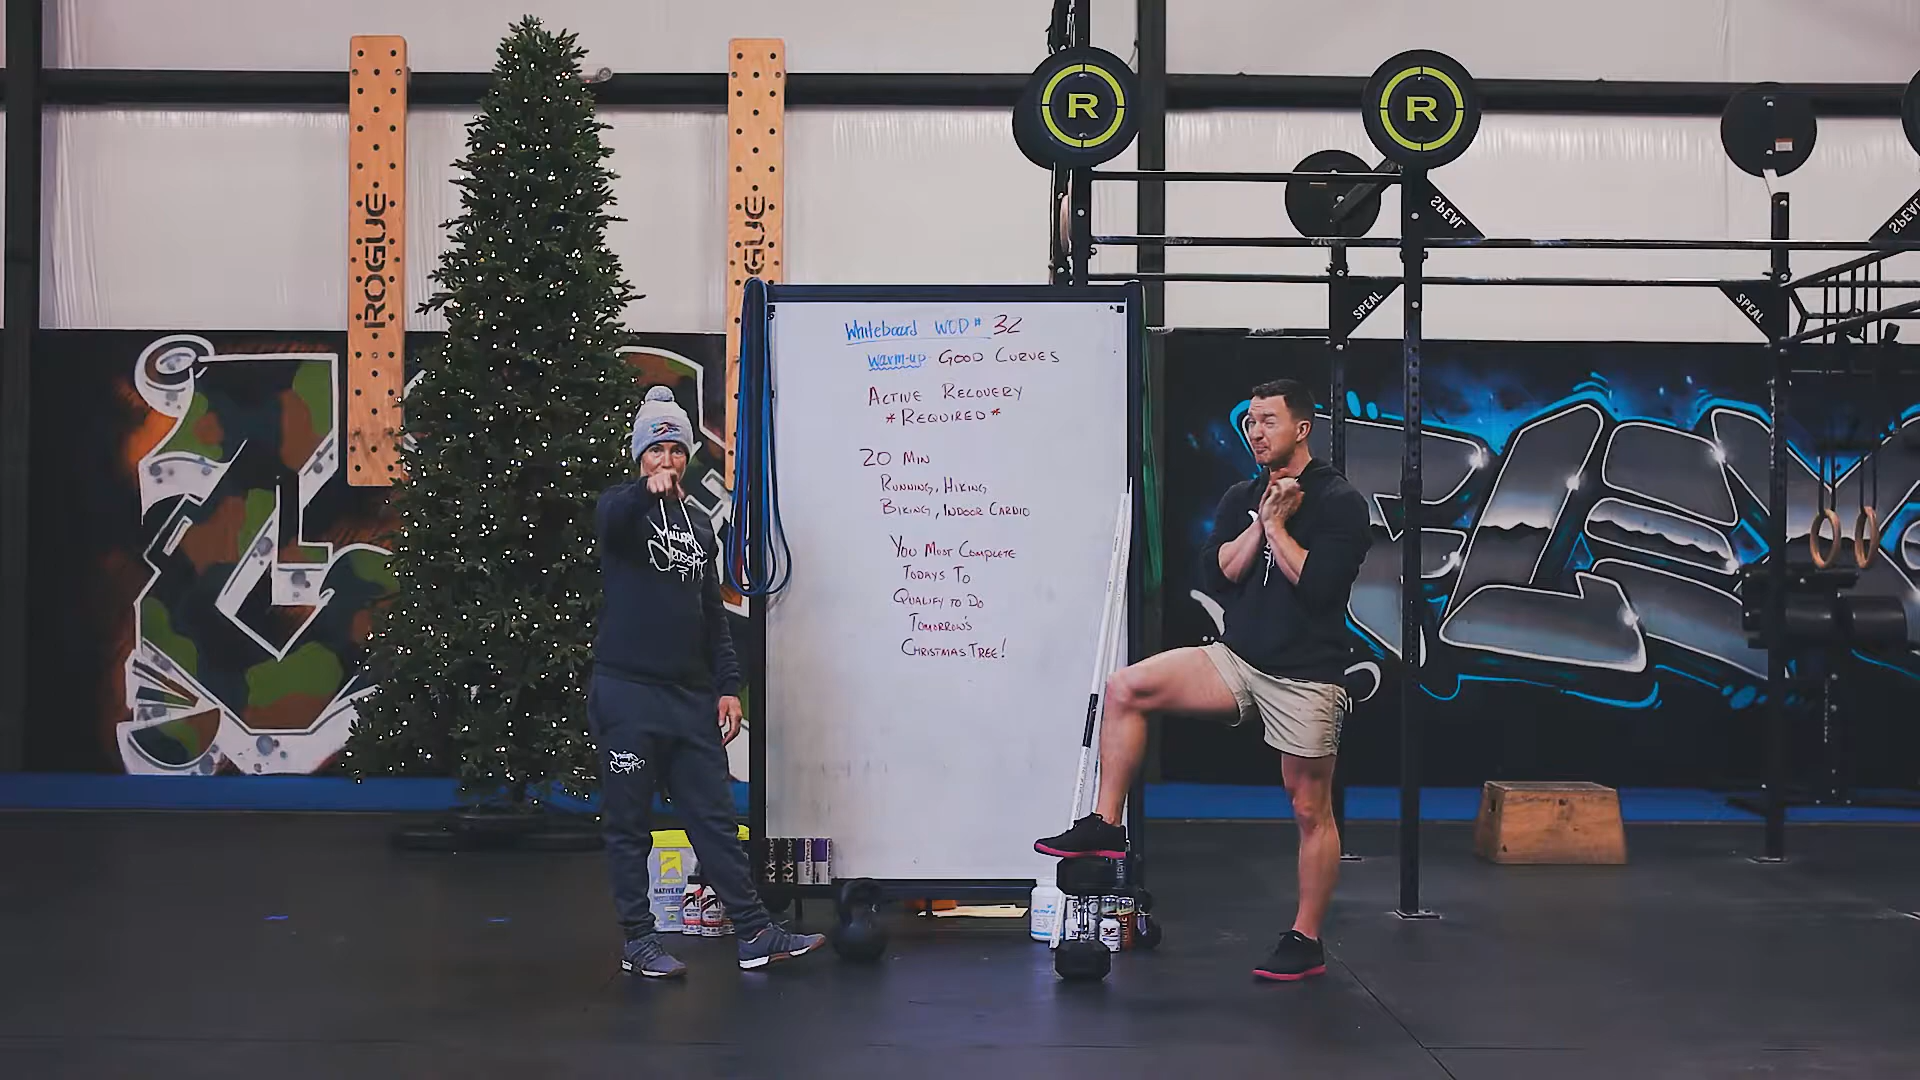 ROGUE
ROGUE
R
R
SPEAL
SPEAL
SPEAL
SPEAL
Whiteboard WOD # 32
Warm-up- GOOD CURVES
ACTIVE RECOVERY
*REQUIRED*
20 MIN
RUNNING, HIKING
BIKING, INDOOR CARDIO
YOU MUST COMPLETE
TODAYS TO
QUALIFY TO DO
TOMORROW'S
CHRISTMAS TREE!